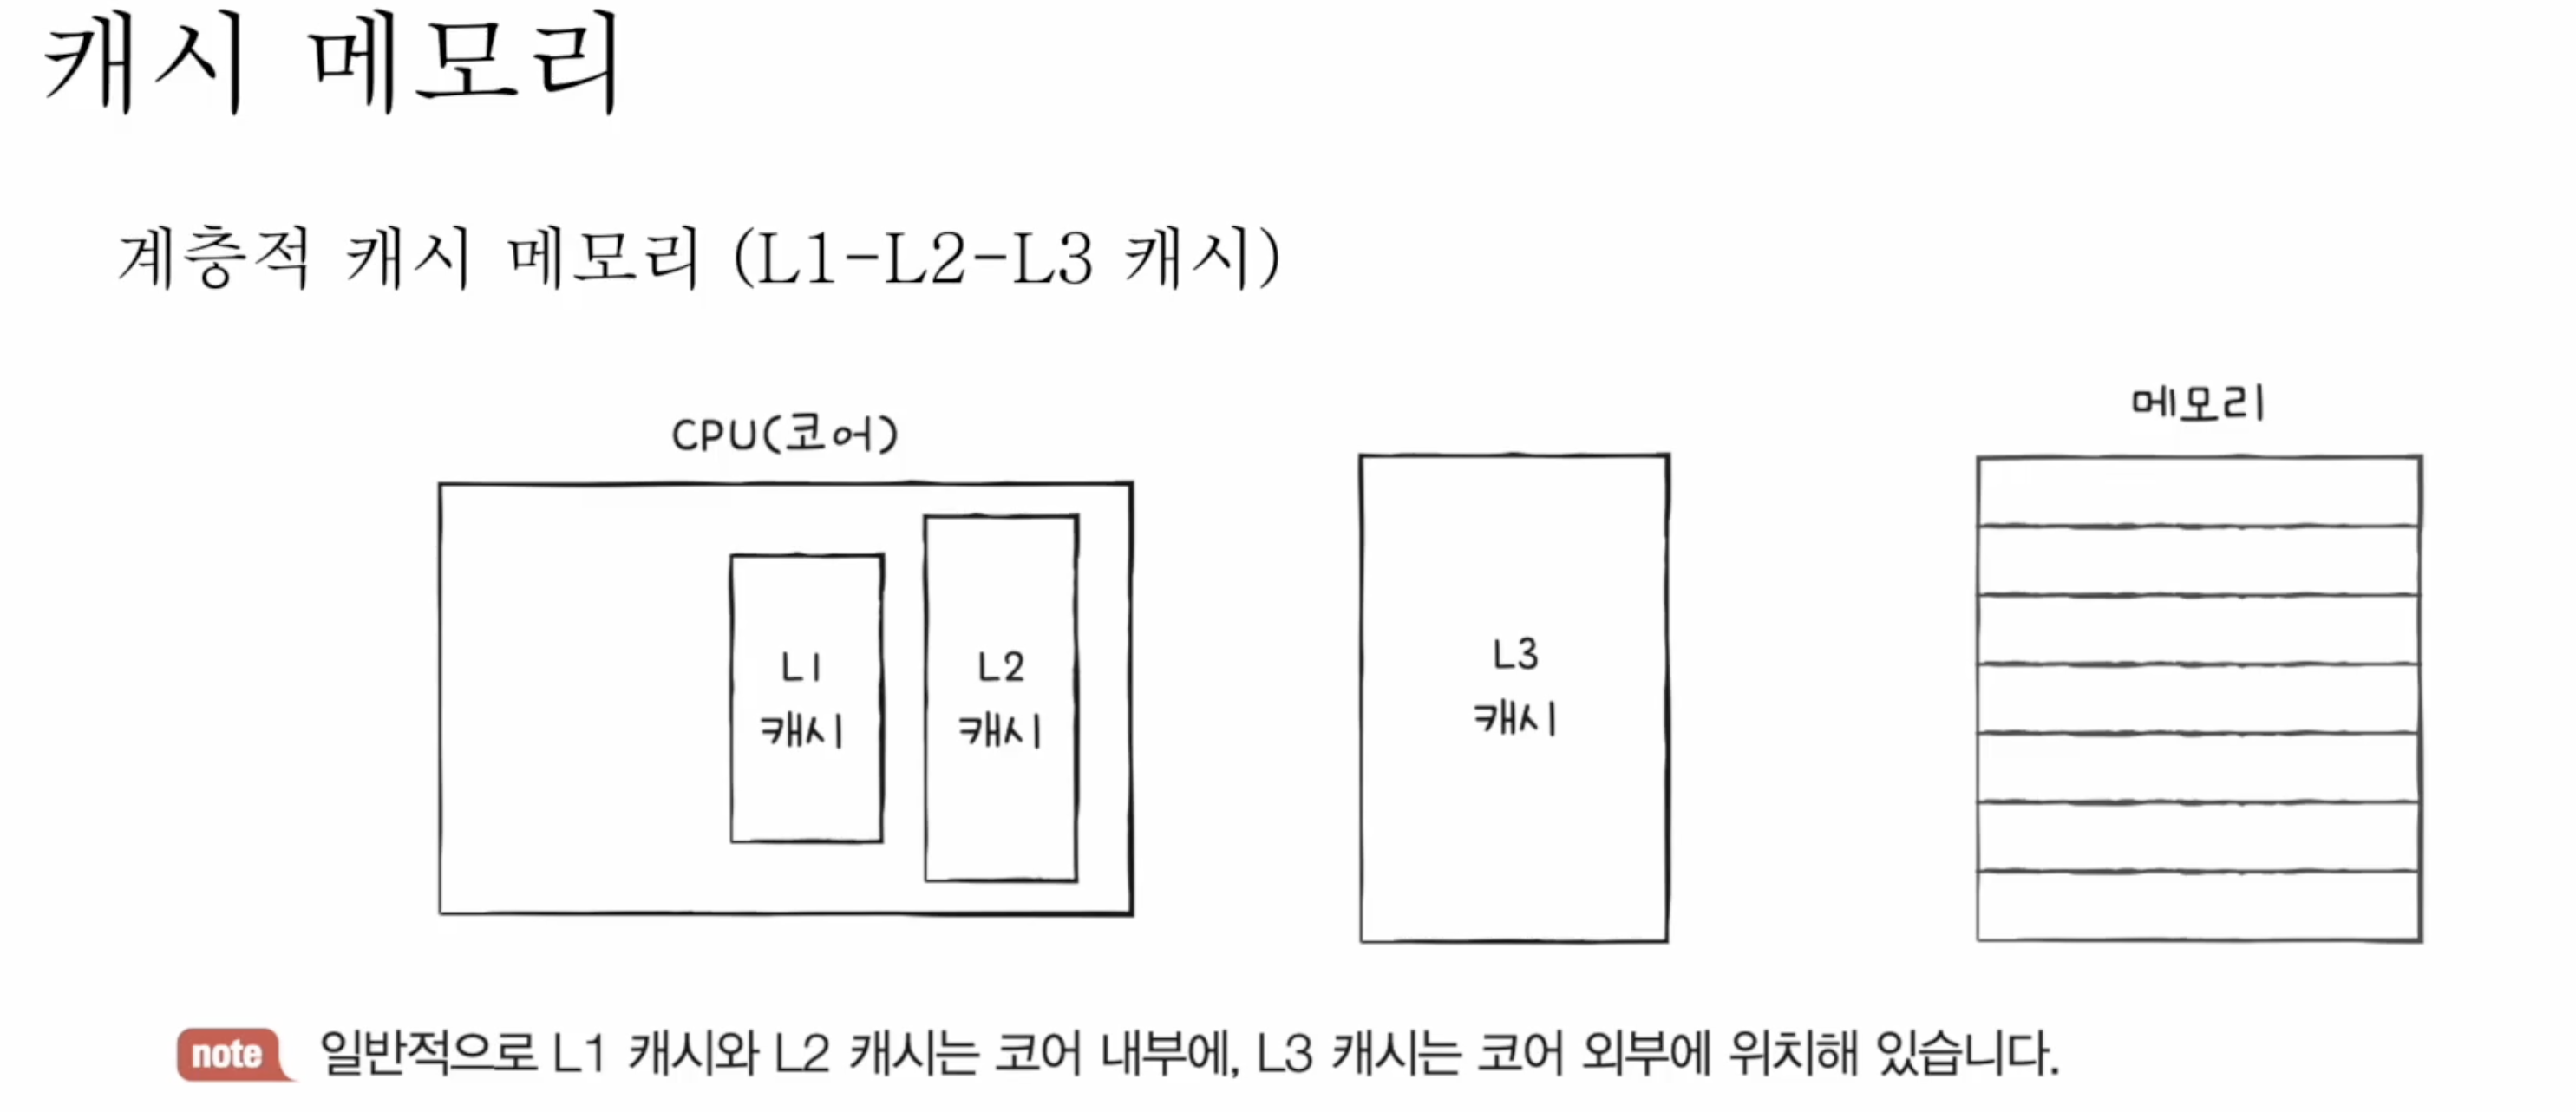 캐시 메모리
계층적 캐시 메모리 (L1-L2-L3 캐시)
CPU(코어)
메모리
L1
캐시
L2
캐시
L3
캐시
note 일반적으로 L1 캐시와 L2 캐시는 코어 내부에, L3 캐시는 코어 외부에 위치해 있습니다.